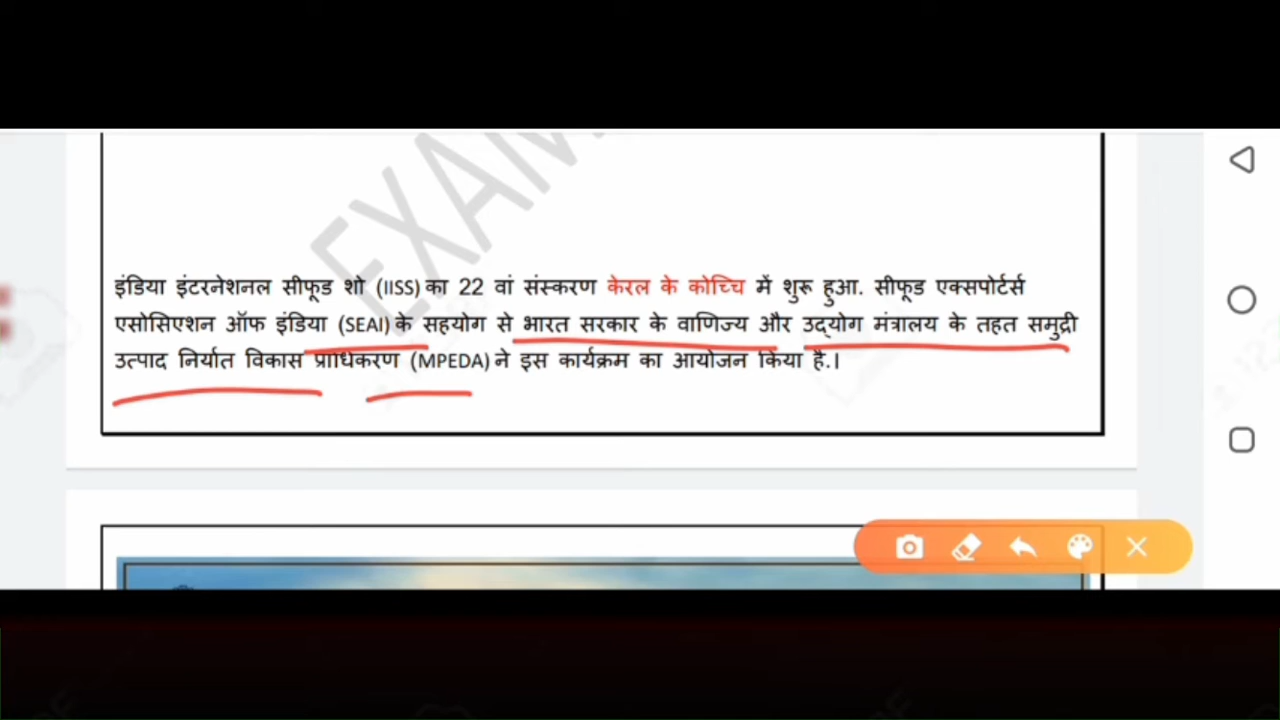 EXAM
इंडिया इंटरनेशनल सीफूड शो (IISS) का 22 वां संस्करण केरल के कोच्चि में शुरू हुआ. सीफूड एक्सपोर्टर्स
एसोसिएशन ऑफ इंडिया (SEAI) के सहयोग से भारत सरकार के वाणिज्य और उद्योग मंत्रालय के तहत समुद्री
उत्पाद निर्यात विकास प्राधिकरण (MPEDA) ने इस कार्यक्रम का आयोजन किया है.।